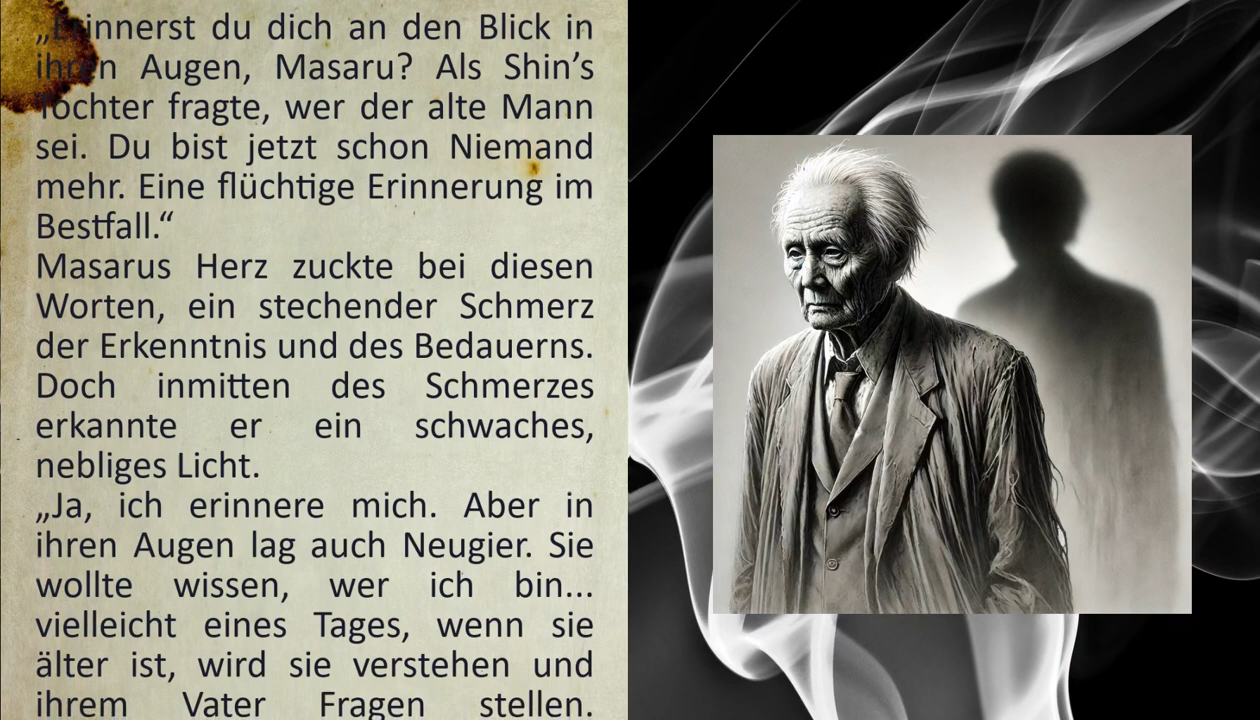 „Erinnerst du dich an den Blick in
ihren Augen, Masaru? Als Shin’s
Tochter fragte, wer der alte Mann
sei. Du bist jetzt schon Niemand
mehr. Eine flüchtige Erinnerung im
Bestfall.“
Masarus Herz zuckte bei diesen
Worten, ein stechender Schmerz
der Erkenntnis und des Bedauerns.
Doch inmitten des Schmerzes
erkannte er ein schwaches,
nebliges Licht.
„Ja, ich erinnere mich. Aber in
ihren Augen lag auch Neugier. Sie
wollte wissen, wer ich bin...
vielleicht eines Tages, wenn sie
älter ist, wird sie verstehen und
ihrem Vater Fragen stellen.